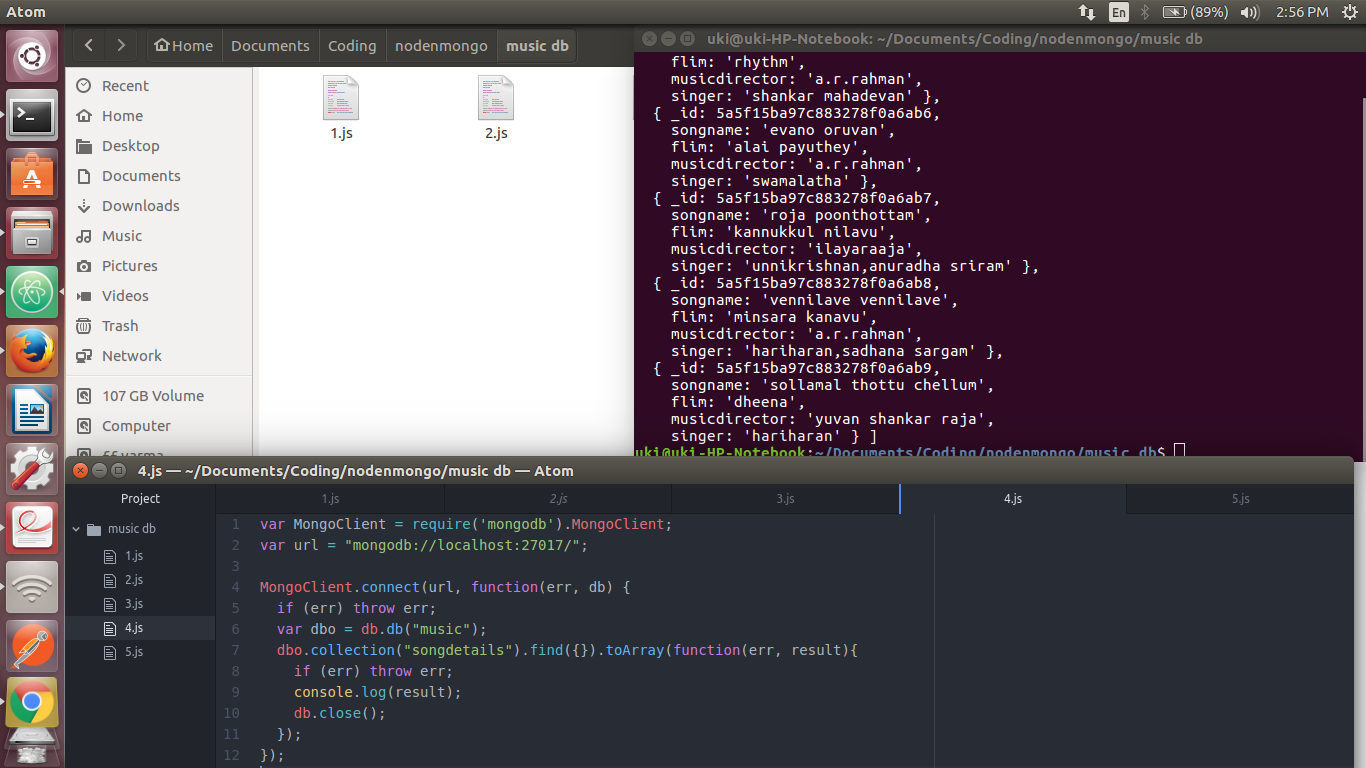 Atom
En
(89%)
2:56 PM
Home
Documents
Coding
nodenmongo
music db
Recent
Home
Desktop
Documents
Downloads
Music
Pictures
Videos
Trash
Network
107 GB Volume
Computer
1.js
2.js
uki@uki-HP-Notebook: ~/Documents/Coding/nodenmongo/music db
flim: 'rhythm',
musicdirector: 'a.r.rahman',
singer: 'shankar mahadevan' },
{ _id: 5a5f15ba97c883278f0a6ab6,
songname: 'evano oruvan',
flim: 'alai payuthey',
musicdirector: 'a.r.rahman',
singer: 'swamalatha' },
{ _id: 5a5f15ba97c883278f0a6ab7,
songname: 'roja poonthottam',
flim: 'kannukkul nilavu',
musicdirector: 'ilayaraaja',
singer: 'unnikrishnan,anuradha sriram' },
{ _id: 5a5f15ba97c883278f0a6ab8,
songname: 'vennilave vennilave',
flim: 'minsara kanavu',
musicdirector: 'a.r.rahman',
singer: 'hariharan,sadhana sargam' },
{ _id: 5a5f15ba97c883278f0a6ab9,
songname: 'sollamal thottu chellum',
flim: 'dheena',
musicdirector: 'yuvan shankar raja',
singer: 'hariharan' } ]
uki@uki-HP-Notebook:~/Documents/Coding/nodenmongo/music db$
4.js — ~/Documents/Coding/nodenmongo/music db — Atom
Project
music db
1.js
2.js
3.js
4.js
5.js
1.js
2.js
3.js
4.js
5.js
1 var MongoClient = require('mongodb').MongoClient;
2 var url = "mongodb://localhost:27017/";
3
4 MongoClient.connect(url, function(err, db) {
5 if (err) throw err;
6 var dbo = db.db("music");
7 dbo.collection("songdetails").find({}).toArray(function(err, result){
8 if (err) throw err;
9 console.log(result);
10 db.close();
11 });
12 });